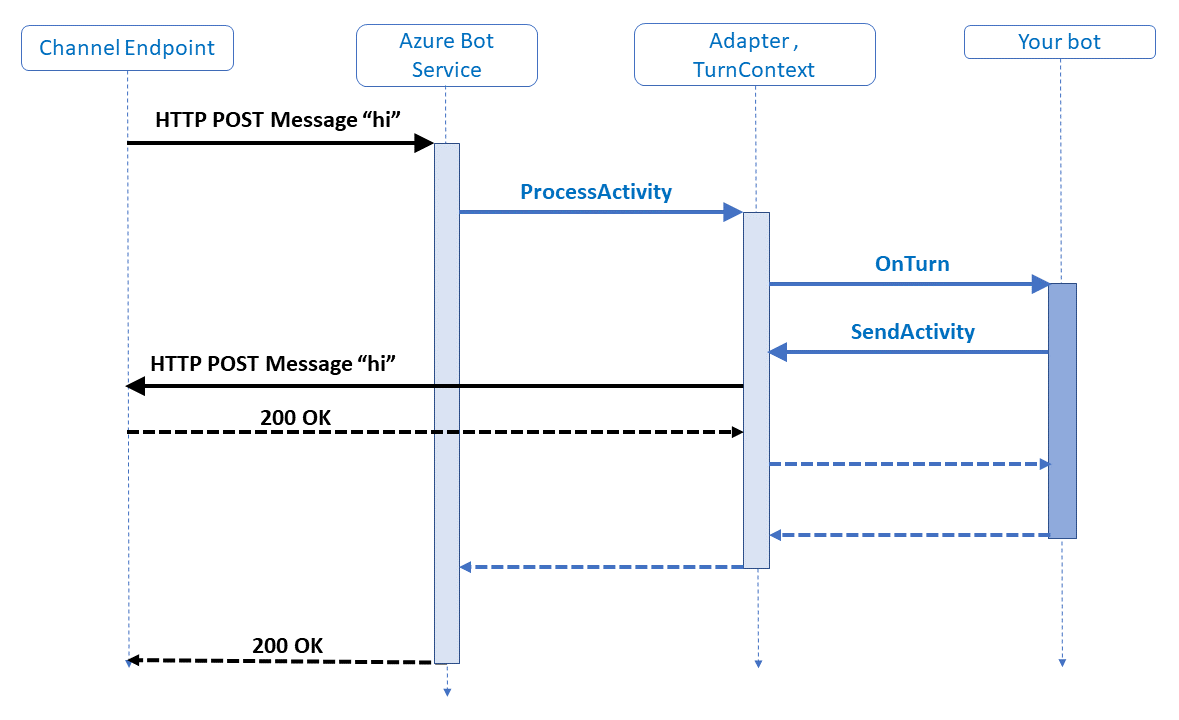 Channel Endpoint
Azure Bot
Service
Adapter ,
TurnContext
Your bot
HTTP POST Message “hi”
ProcessActivity
OnTurn
SendActivity
HTTP POST Message “hi”
200 OK
200 OK